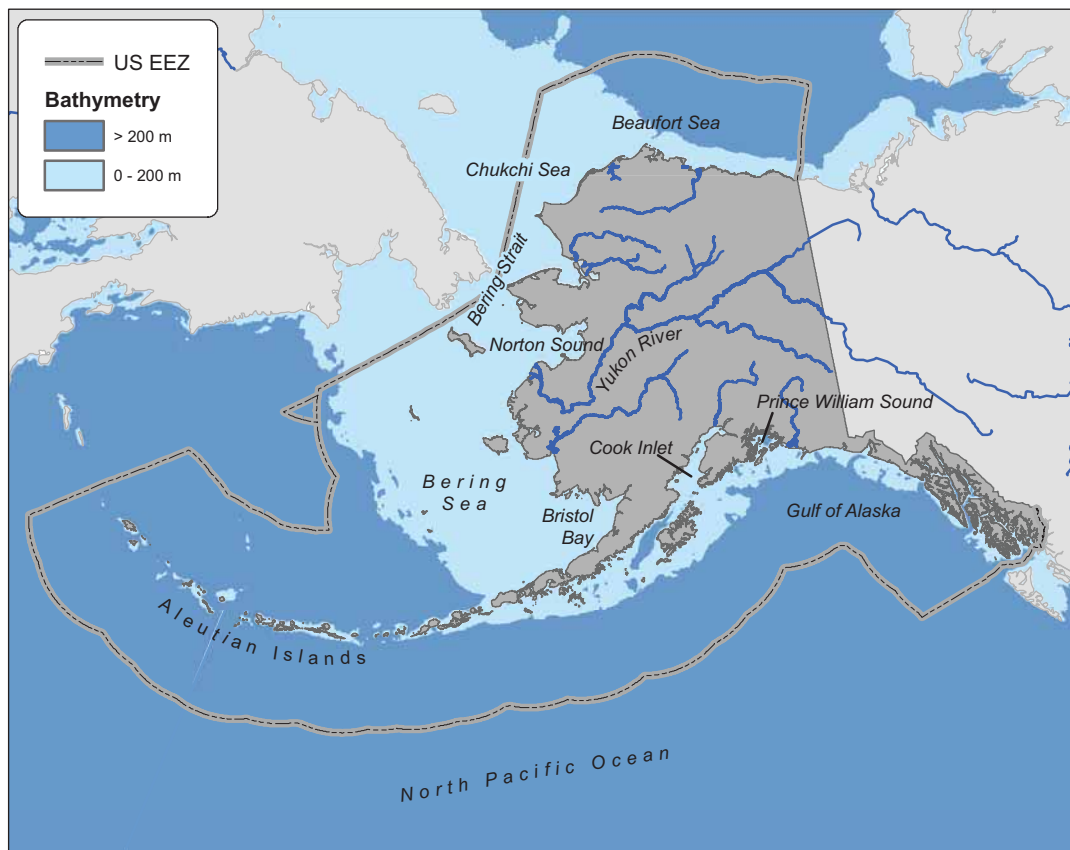 US EEZ
Bathymetry
> 200 m
0 - 200 m
Beaufort Sea
Chukchi Sea
Bering Strait
Norton Sound
Yukon River
Prince William Sound
Cook Inlet
Bering
Sea
Bristol
Bay
Gulf of Alaska
Aleutian Islands
North Pacific Ocean